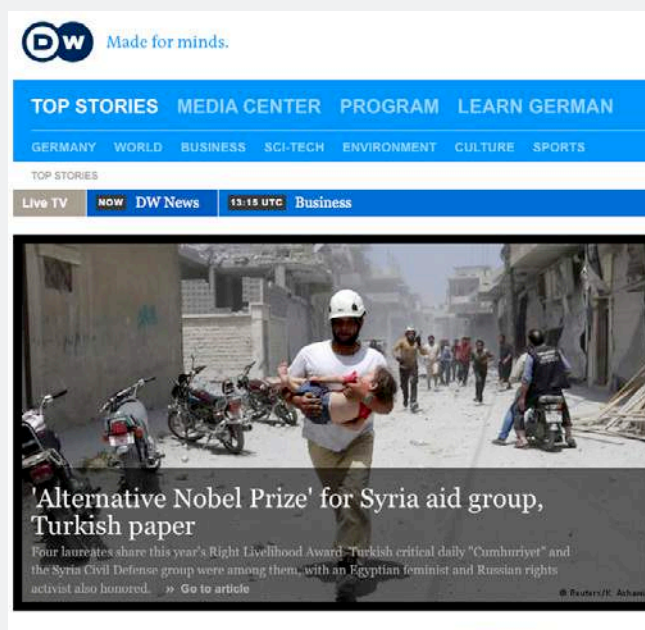 DW Made for minds.
TOP STORIES MEDIA CENTER PROGRAM LEARN GERMAN
GERMANY WORLD BUSINESS SCI-TECH ENVIRONMENT CULTURE SPORTS
TOP STORIES
Live TV NOW DW News 13:15 UTC Business
'Alternative Nobel Prize' for Syria aid group,
Turkish paper
Four laureates share this year's Right Livelihood Award. Turkish critical daily "Cumhuriyet" and
the Syria Civil Defense group were among them, with an Egyptian feminist and Russian rights
activist also honored. » Go to article
© Reuters/K. Ashawi